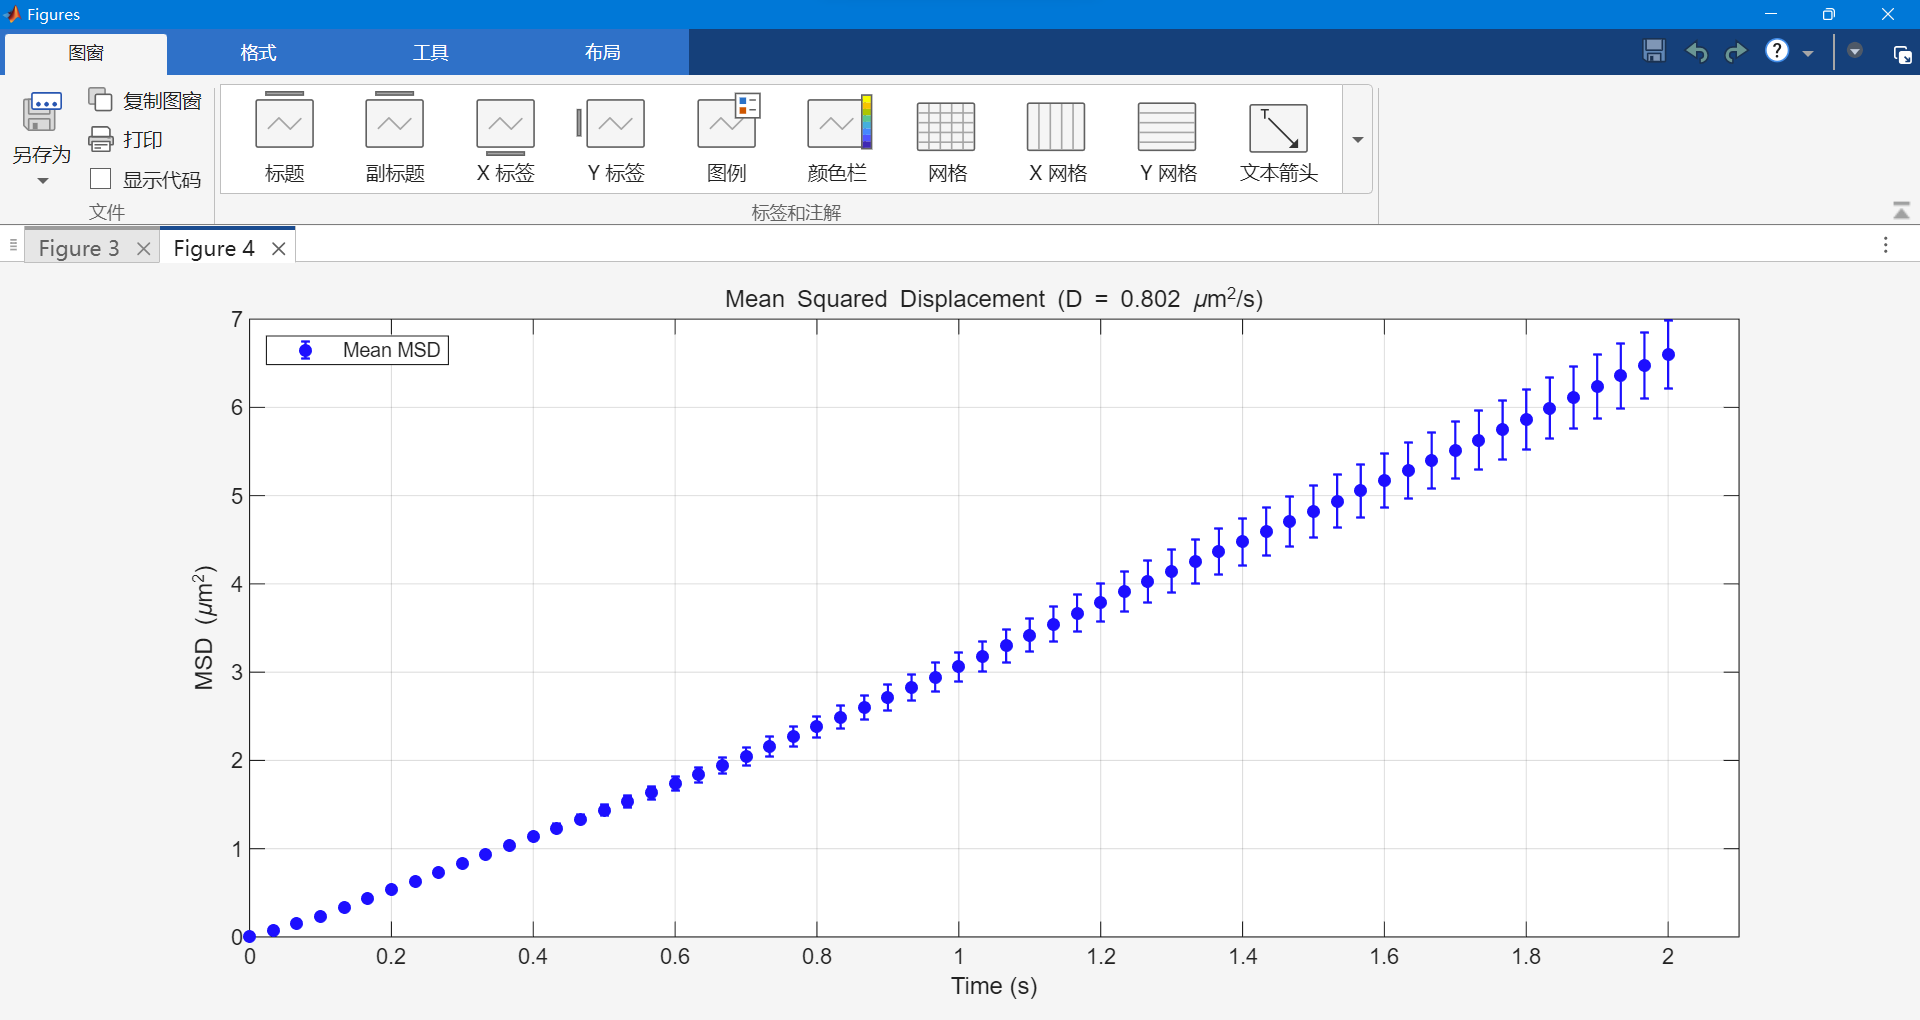 Figures
图窗 格式 工具 布局
另存为
复制图窗
打印
显示代码
文件
标题 副标题 X 标签 Y 标签 图例 颜色栏 网格 X 网格 Y 网格 文本箭头
标签和注解
Figure 3 Figure 4
Mean Squared Displacement (D = 0.802 μm²/s)
Mean MSD
7
6
5
4
3
2
1
0
MSD (μm²)
0 0.2 0.4 0.6 0.8 1 1.2 1.4 1.6 1.8 2
Time (s)